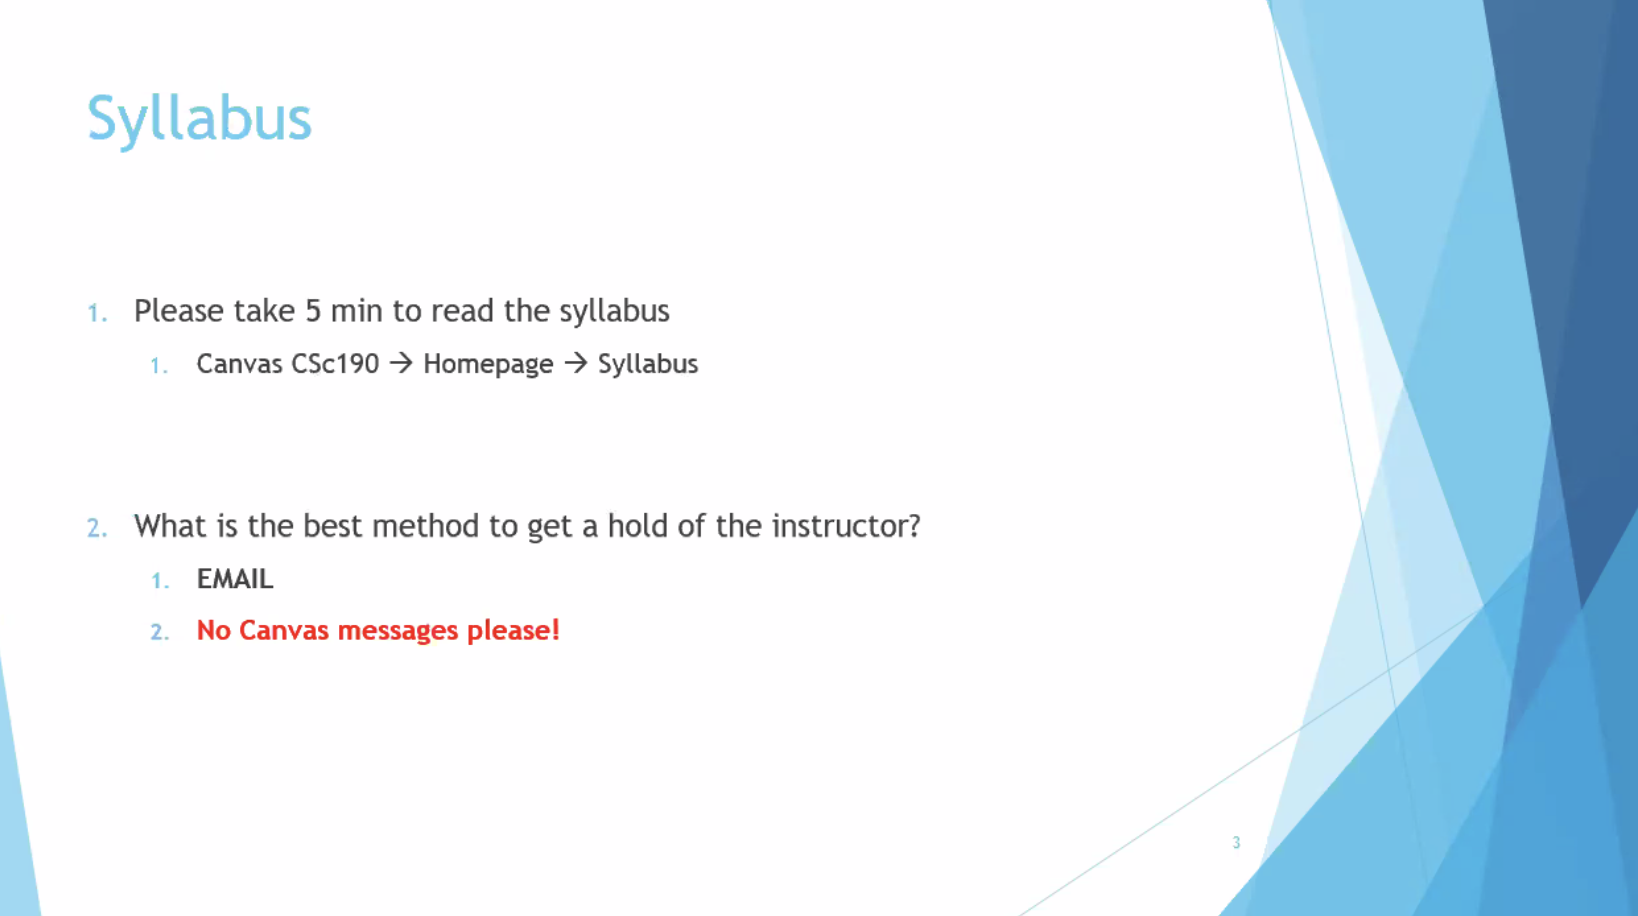 Syllabus
1. Please take 5 min to read the syllabus
1. Canvas CSc190 → Homepage → Syllabus
2. What is the best method to get a hold of the instructor?
1. EMAIL
2. No Canvas messages please!
3